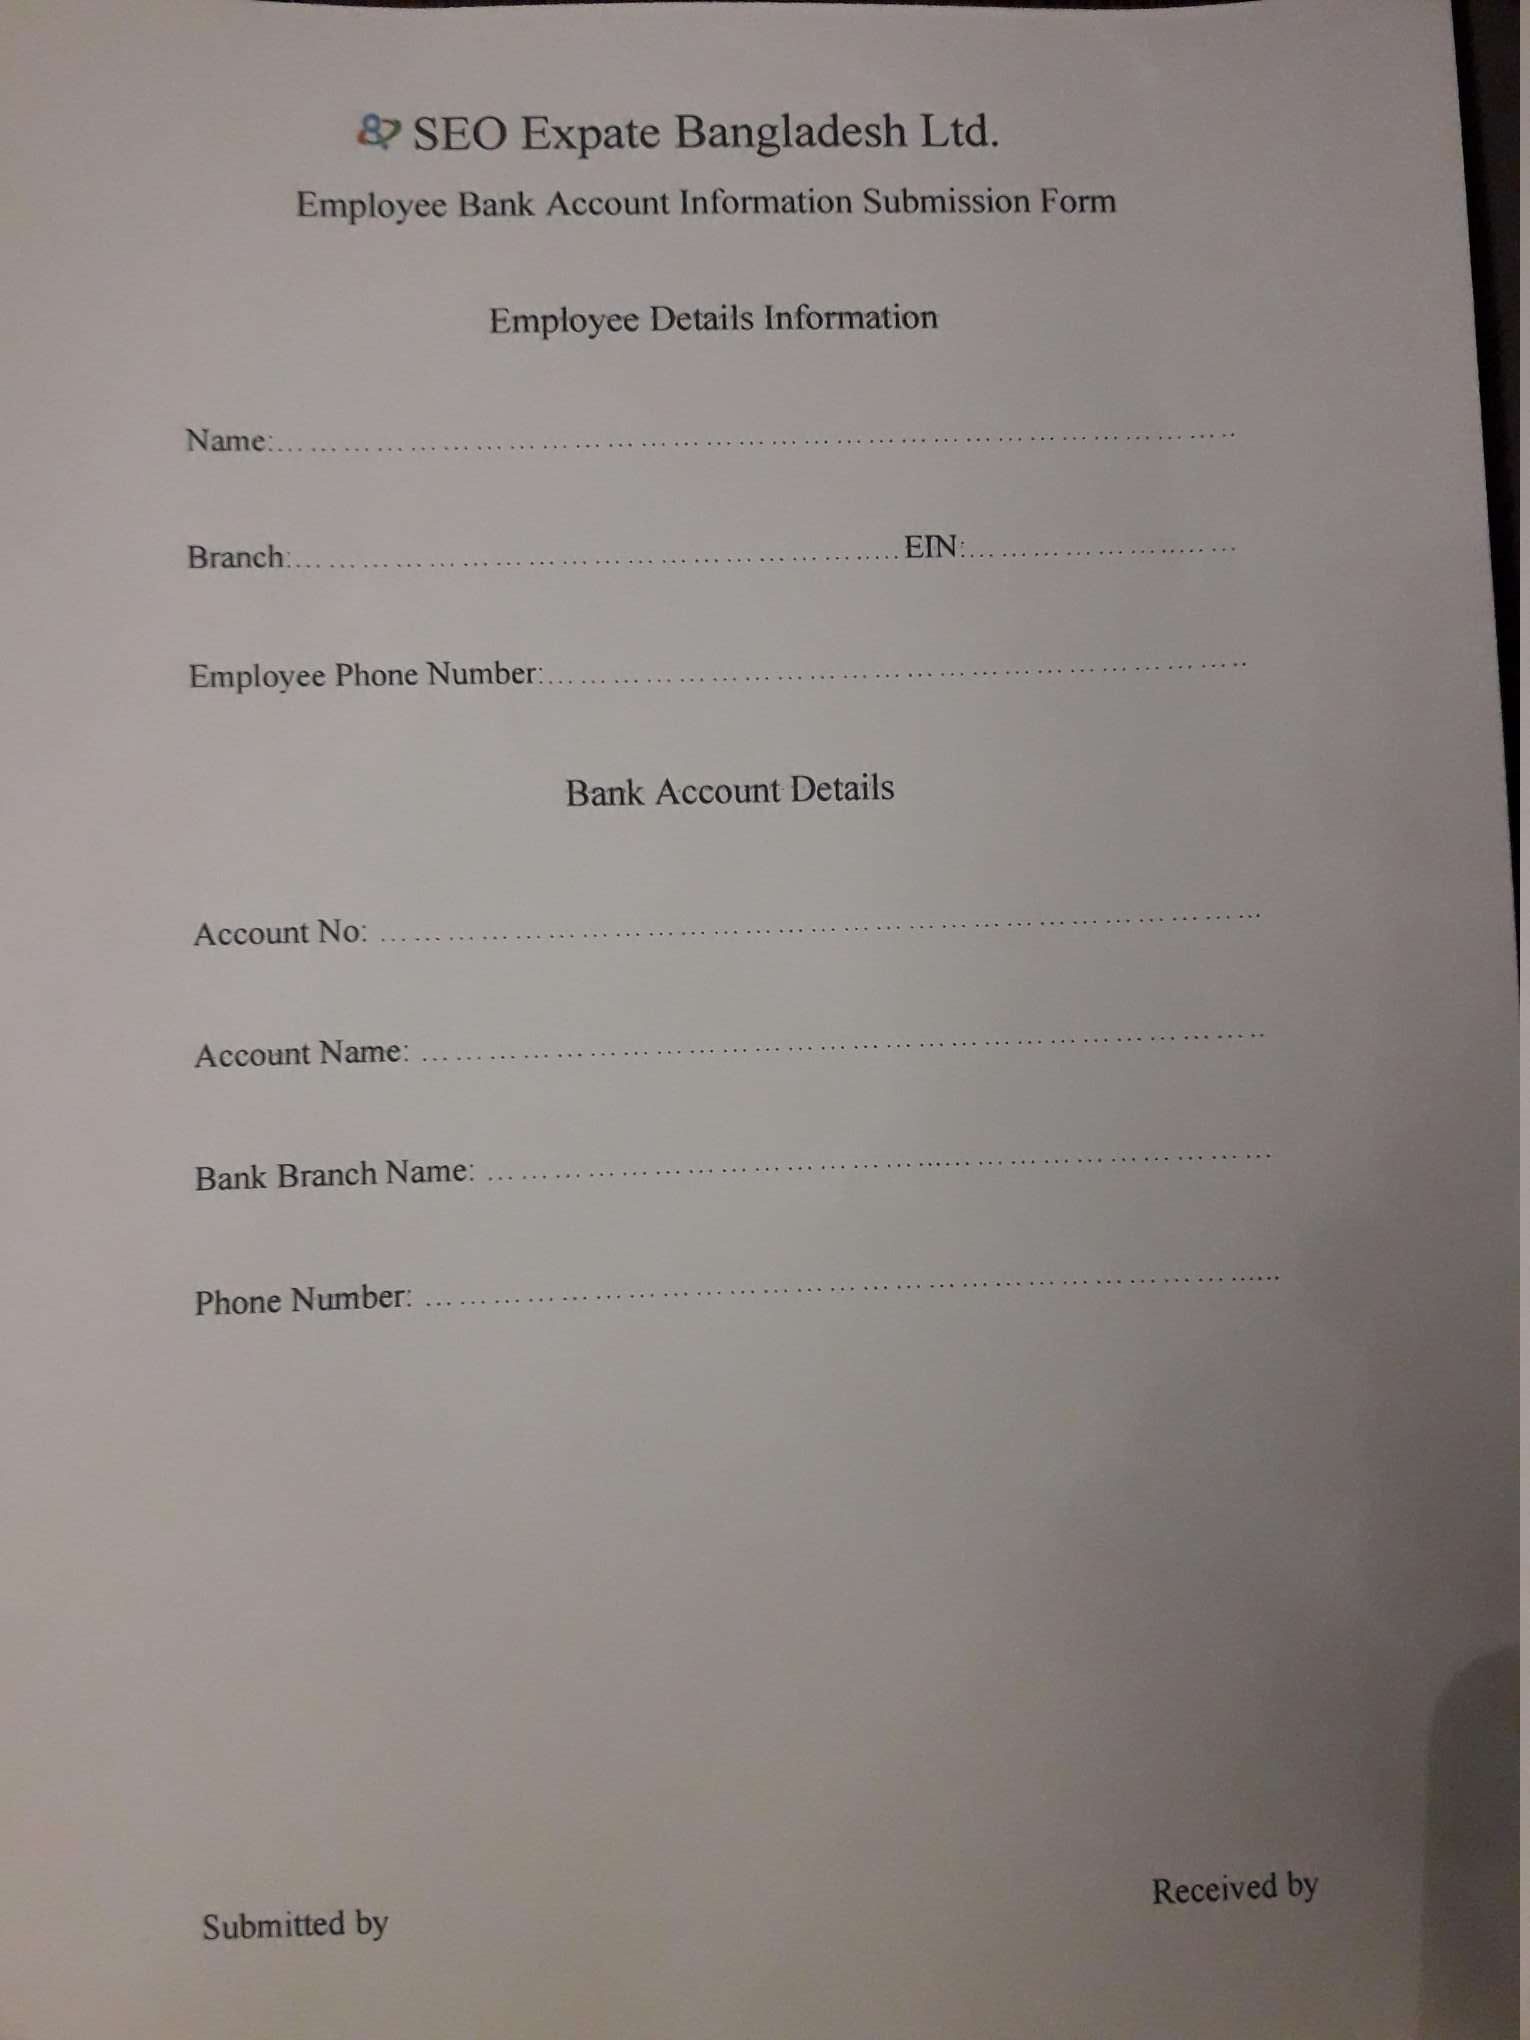 SEO Expate Bangladesh Ltd.
Employee Bank Account Information Submission Form
Employee Details Information
Name:..........................................................................................
Branch:..................................................................EIN:..........................
Employee Phone Number:..................................................................
Bank Account Details
Account No: ..................................................................................
Account Name: ..............................................................................
Bank Branch Name: ........................................................................
Phone Number: ................................................................................
Received by
Submitted by